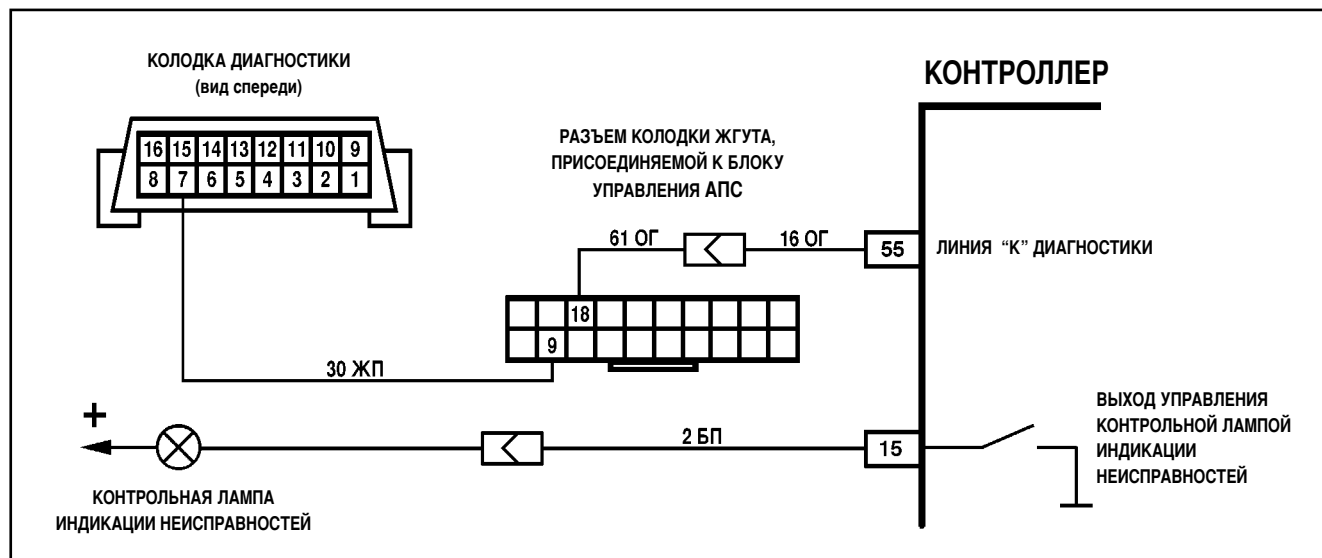 КОЛОДКА ДИАГНОСТИКИ
(вид спереди)
16 15 14 13 12 11 10 9
8 7 6 5 4 3 2 1
РАЗЪЕМ КОЛОДКИ ЖГУТА,
ПРИСОЕДИНЯЕМОЙ К БЛОКУ
УПРАВЛЕНИЯ АПС
КОНТРОЛЛЕР
61 ОГ
16 ОГ
55
ЛИНИЯ “К” ДИАГНОСТИКИ
18
9
30 ЖП
+
2 БП
15
ВЫХОД УПРАВЛЕНИЯ
КОНТРОЛЬНОЙ ЛАМПОЙ
ИНДИКАЦИИ
НЕИСПРАВНОСТЕЙ
КОНТРОЛЬНАЯ ЛАМПА
ИНДИКАЦИИ НЕИСПРАВНОСТЕЙ